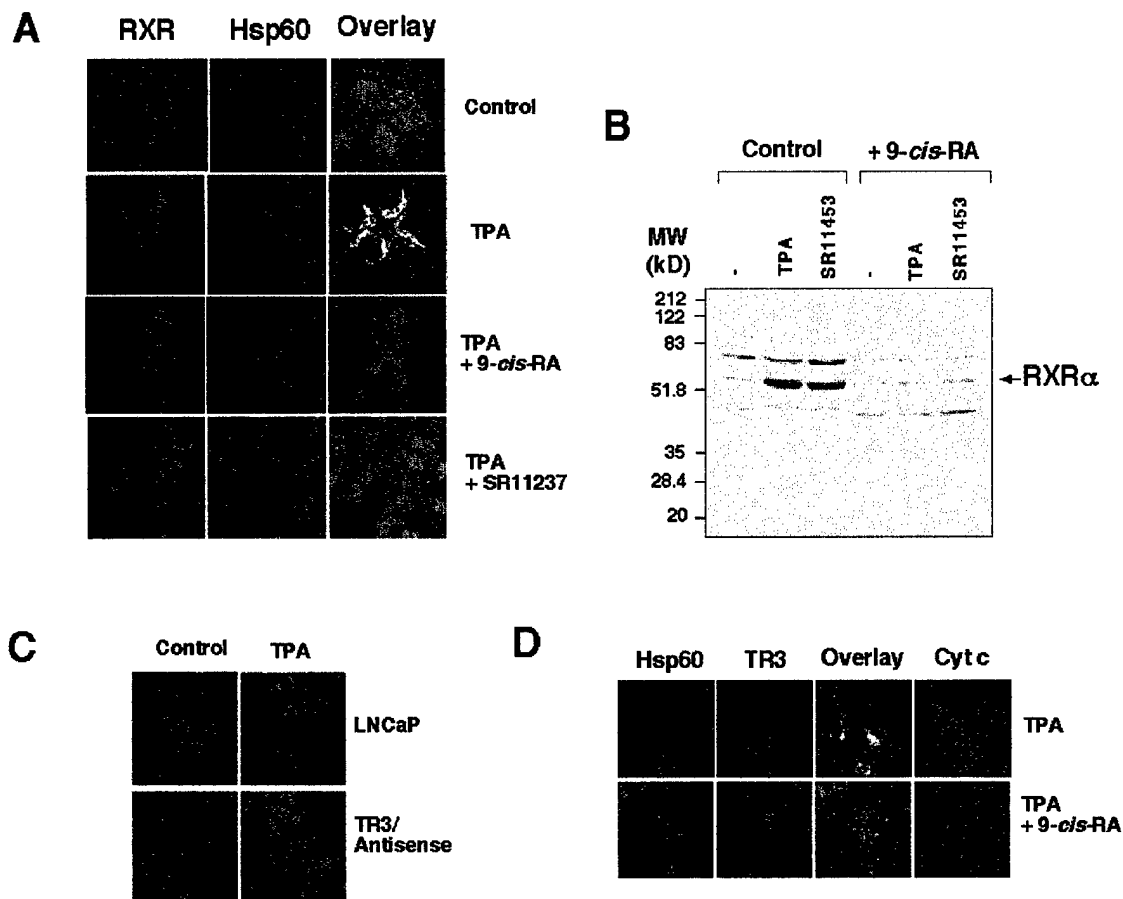 A
RXR Hsp60 Overlay
Control
TPA
TPA
+ 9-cis-RA
TPA
+ SR11237
B
Control + 9-cis-RA
MW
(kD)
- TPA SR11453 - TPA SR11453
212
122
83
51.8
35
28.4
20
RXRα
C
Control TPA
LNCaP
TR3/
Antisense
D
Hsp60 TR3 Overlay Cyt c
TPA
TPA
+ 9-cis-RA